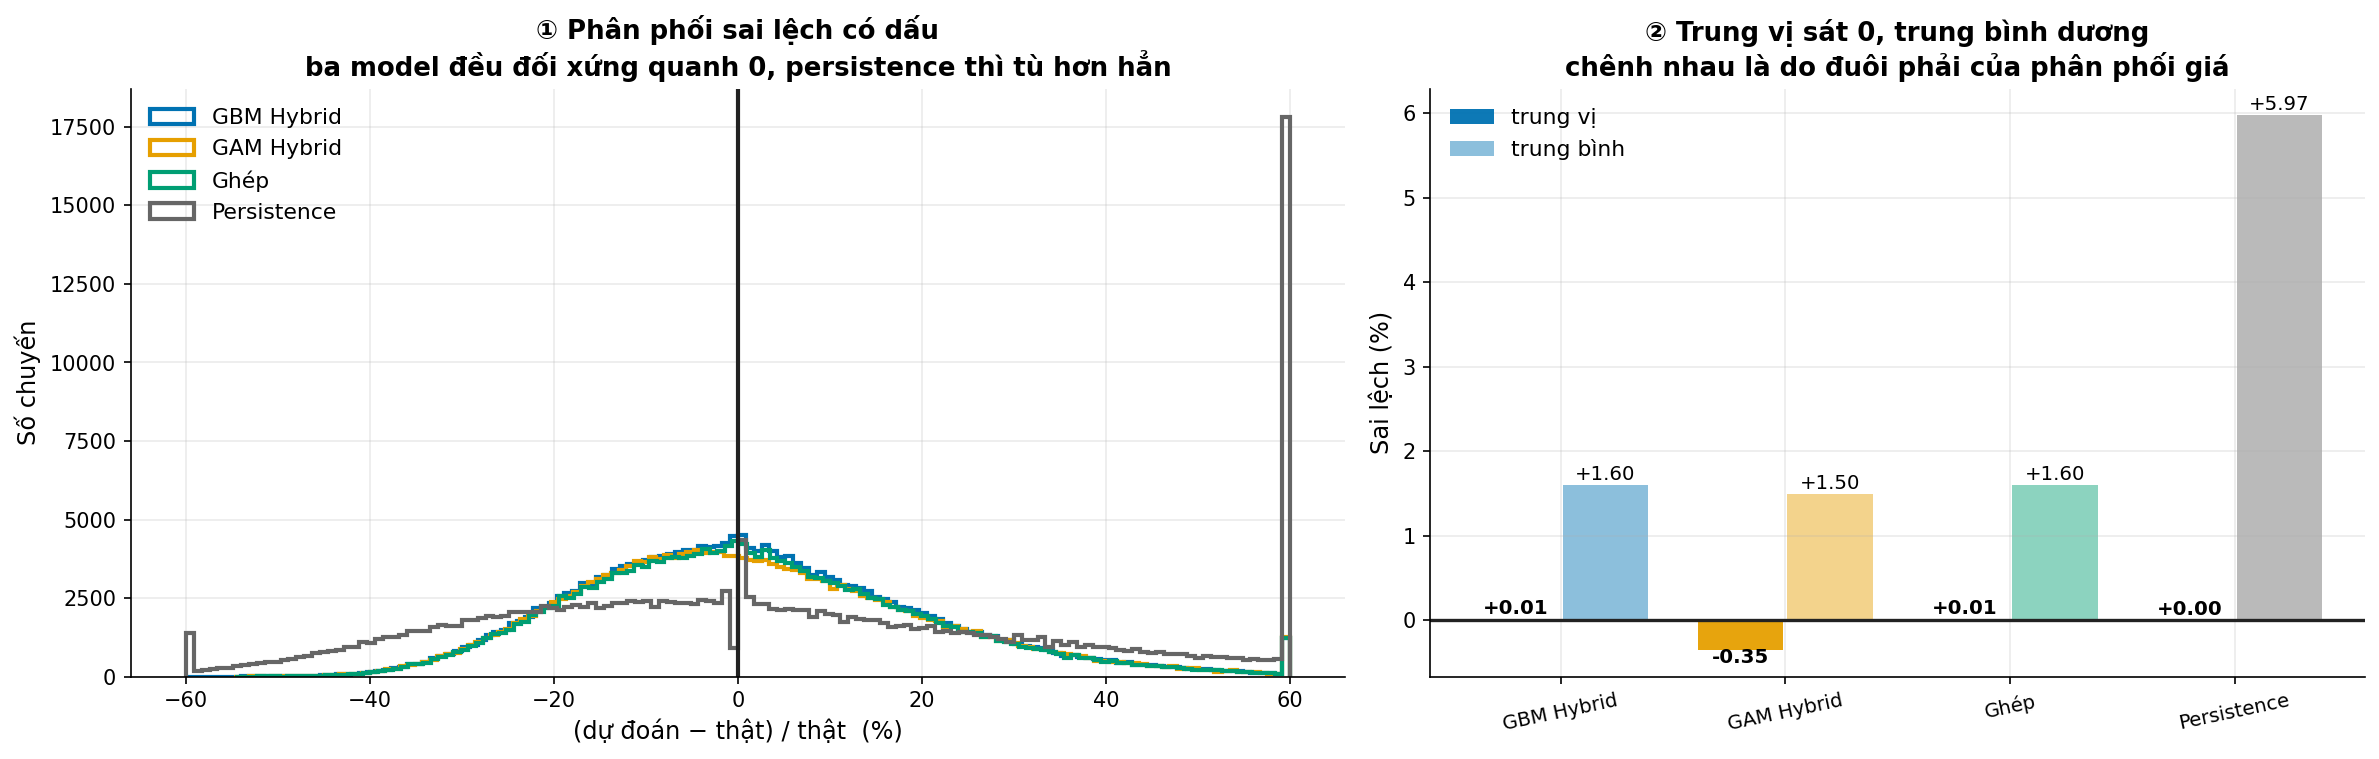 ① Phân phối sai lệch có dấu
ba model đều đối xứng quanh 0, persistence thì tù hơn hẳn
GBM Hybrid
GAM Hybrid
Ghép
Persistence
Số chuyến
17500
15000
12500
10000
7500
5000
2500
0
−60
−40
−20
0
20
40
60
(dự đoán − thật) / thật (%)
② Trung vị sát 0, trung bình dương
chênh nhau là do đuôi phải của phân phối giá
trung vị
trung bình
Sai lệch (%)
6
5
4
3
2
1
0
+0.01
+1.60
-0.35
+1.50
+0.01
+1.60
+0.00
+5.97
GBM Hybrid
GAM Hybrid
Ghép
Persistence